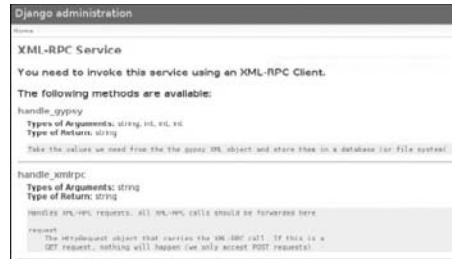 Django administration
Home
XML-RPC Service
You need to invoke this service using an XML-RPC Client.
The following methods are available:
handle_gypsy
Types of Arguments: string, int, int, int
Type of Return: string
Take the values we need from the the gypsy XML object and store them in a database (or file system)
handle_xmlrpc
Types of Arguments: string
Type of Return: string
Handles XML-RPC requests. All XML-RPC calls should be forwarded here
request
The HttpRequest object that carries the XML-RPC call. If this is a
GET request, nothing will happen (we only accept POST requests)